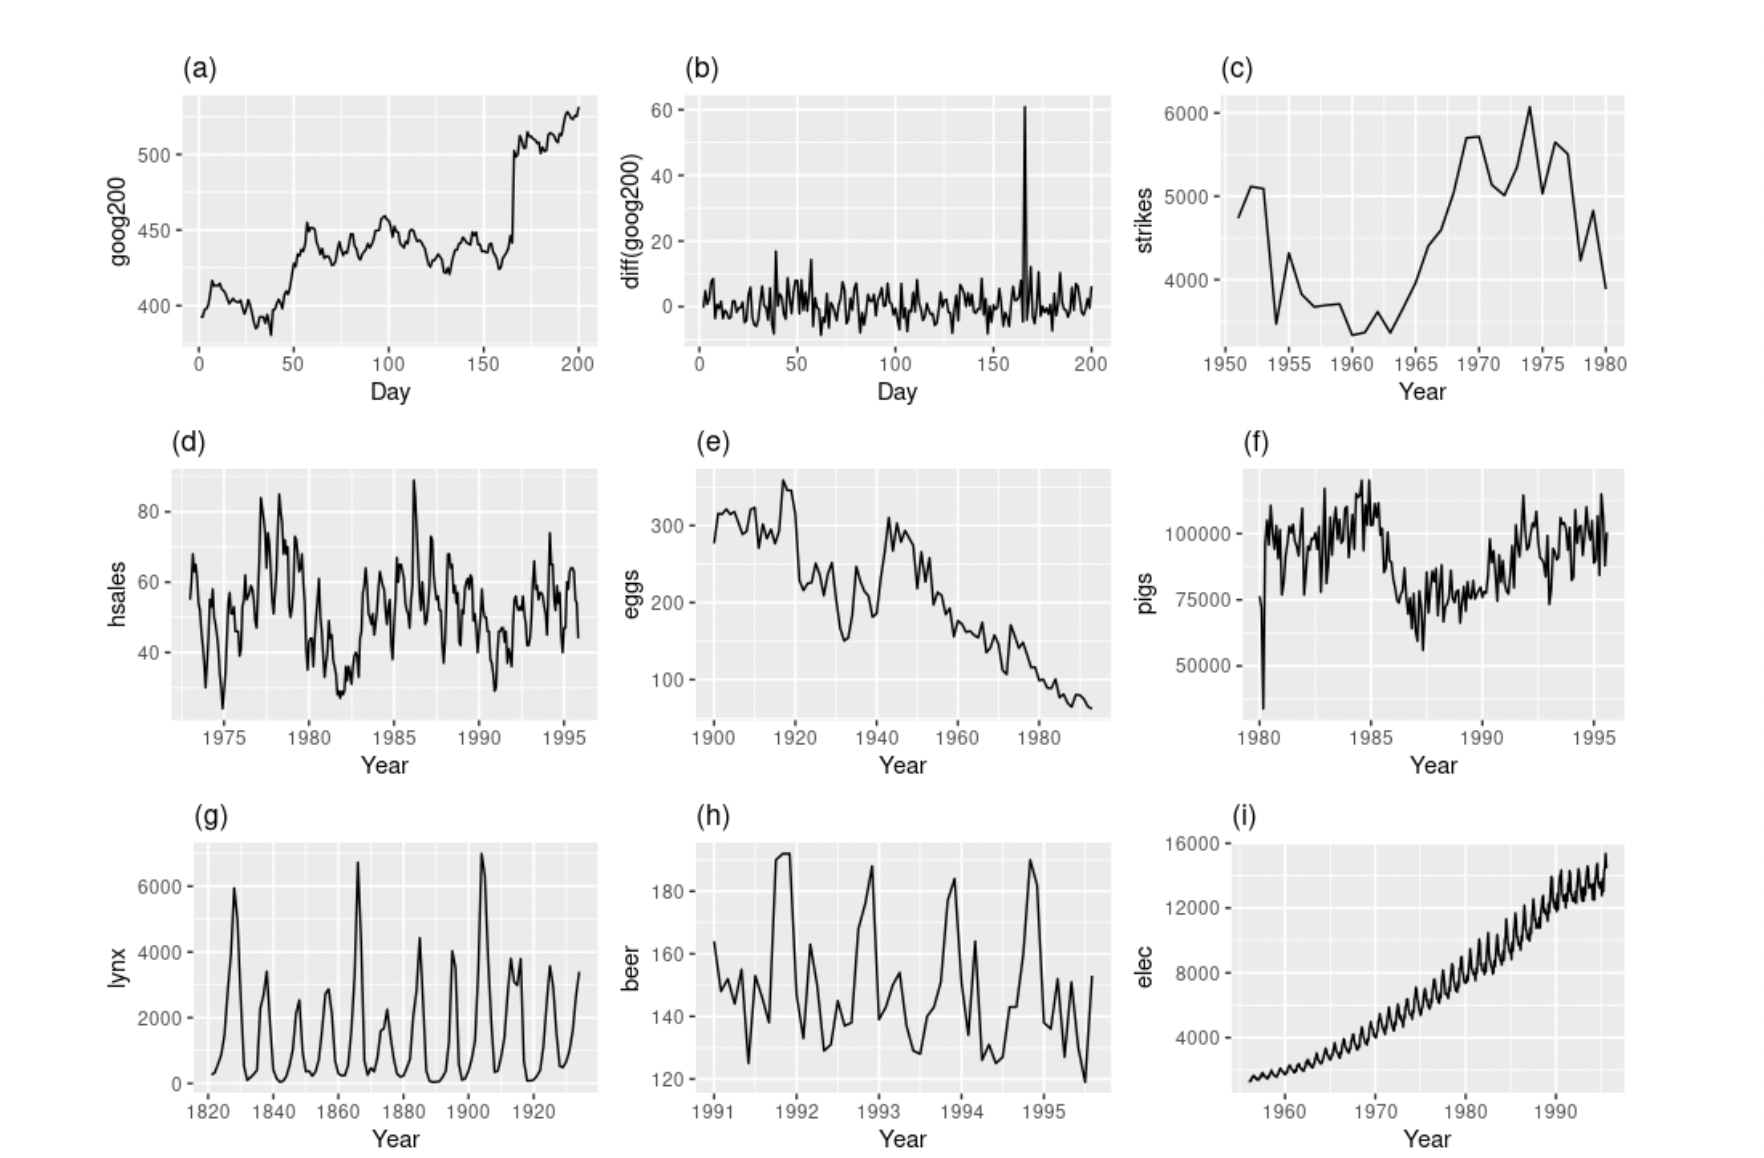 (a)
(b)
(c)
500
450
400
goog200
0 50 100 150 200
Day
60
40
20
0
diff(goog200)
0 50 100 150 200
Day
6000
5000
4000
strikes
1950 1955 1960 1965 1970 1975 1980
Year
(d)
(e)
(f)
80
60
40
hsales
1975 1980 1985 1990 1995
Year
300
200
100
eggs
1900 1920 1940 1960 1980
Year
100000
75000
50000
pigs
1980 1985 1990 1995
Year
(g)
(h)
(i)
6000
4000
2000
0
lynx
1820 1840 1860 1880 1900 1920
Year
180
160
140
120
beer
1991 1992 1993 1994 1995
Year
16000
12000
8000
4000
elec
1960 1970 1980 1990
Year